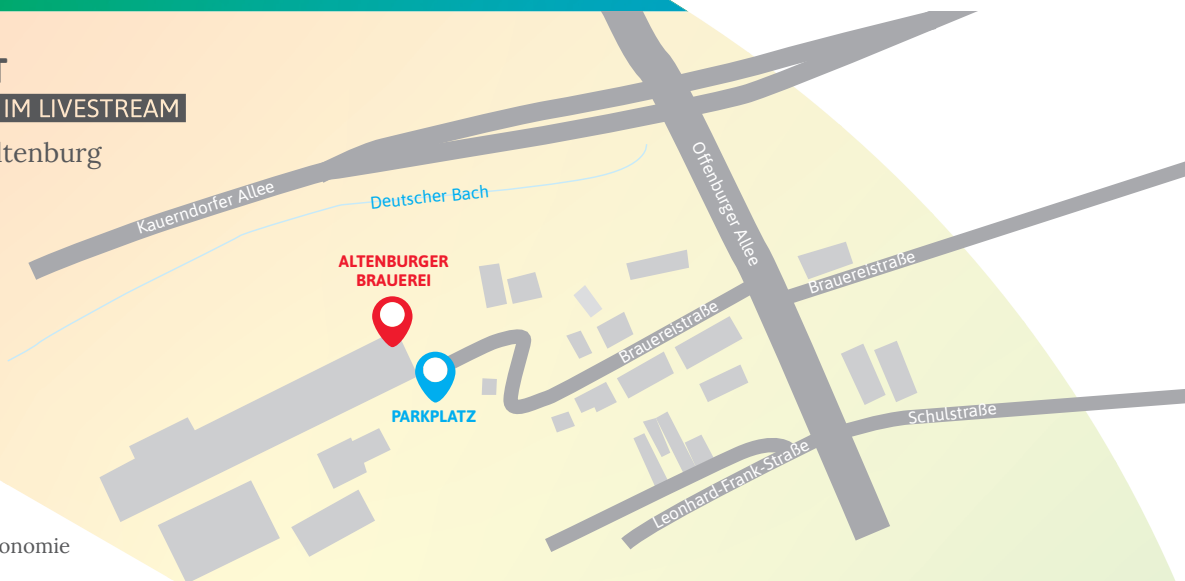 T
IM LIVESTREAM
ltenburg
Kauerndorfer Allee
Deutscher Bach
Offenburger Allee
ALTENBURGER
BRAUEREI
Brauereistraße
Brauereistraße
PARKPLATZ
Schulstraße
Leonhard-Frank-Straße
onomie